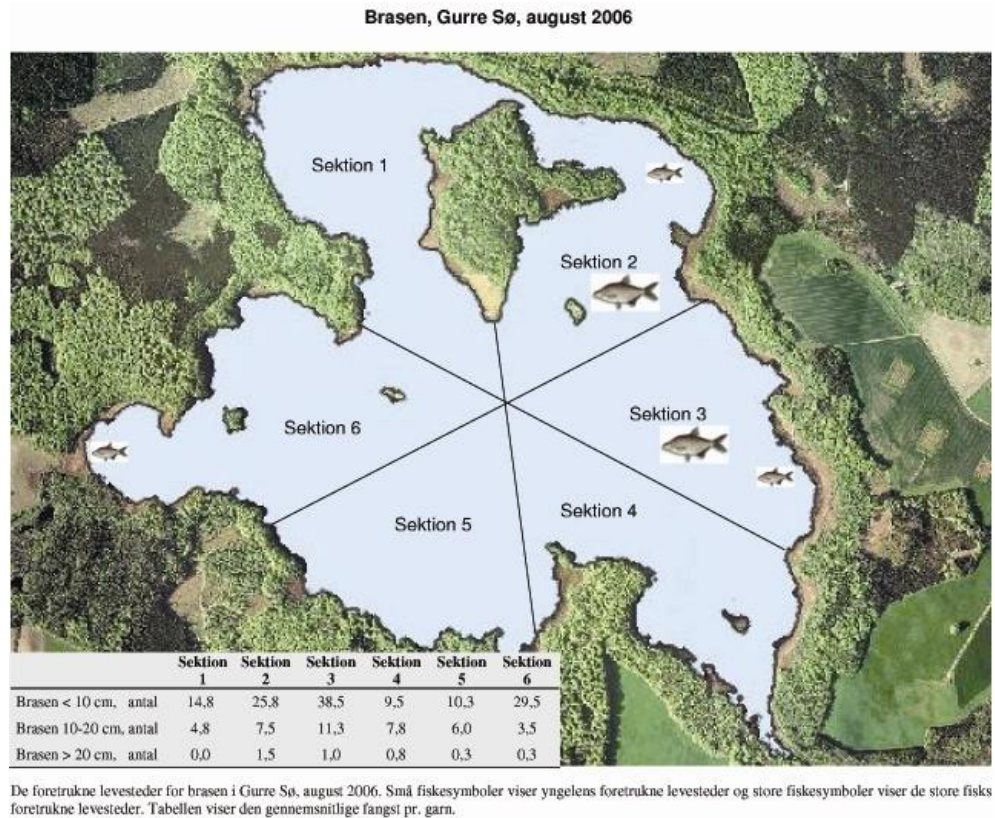 Brasen, Gurre Sø, august 2006
Sektion 1
Sektion 2
Sektion 3
Sektion 6
Sektion 5
Sektion 4
Sektion 1 Sektion 2 Sektion 3 Sektion 4 Sektion 5 Sektion 6
Brasen < 10 cm, antal 14,8 25,8 38,5 9,5 10,3 29,5
Brasen 10-20 cm, antal 4,8 7,5 11,3 7,8 6,0 3,5
Brasen > 20 cm, antal 0,0 1,5 1,0 0,8 0,3 0,3
De foretrukne levesteder for brasen i Gurre Sø, august 2006. Små fiskesymboler viser yngelens foretrukne levesteder og store fiskesymboler viser de store fisks
foretrukne levesteder. Tabellen viser den gennemsnitlige fangst pr. garn.